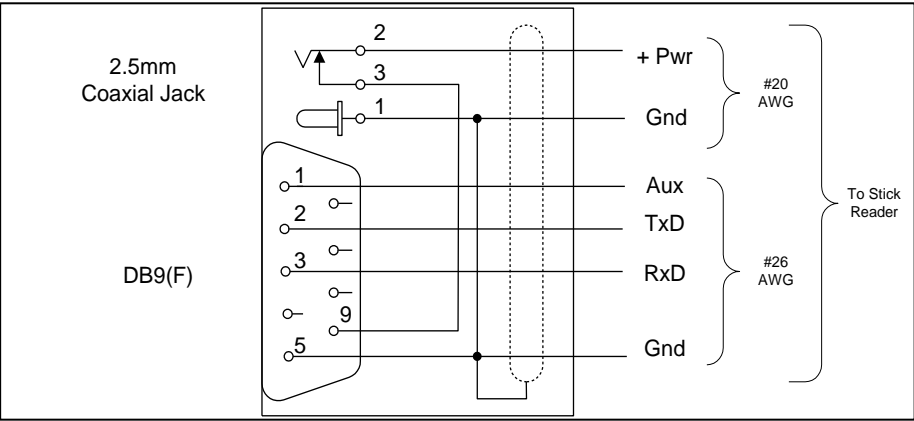 2.5mm
Coaxial Jack
2
3
1
+ Pwr
Gnd
#20
AWG
DB9(F)
1
2
3
9
5
Aux
TxD
RxD
Gnd
#26
AWG
To Stick
Reader